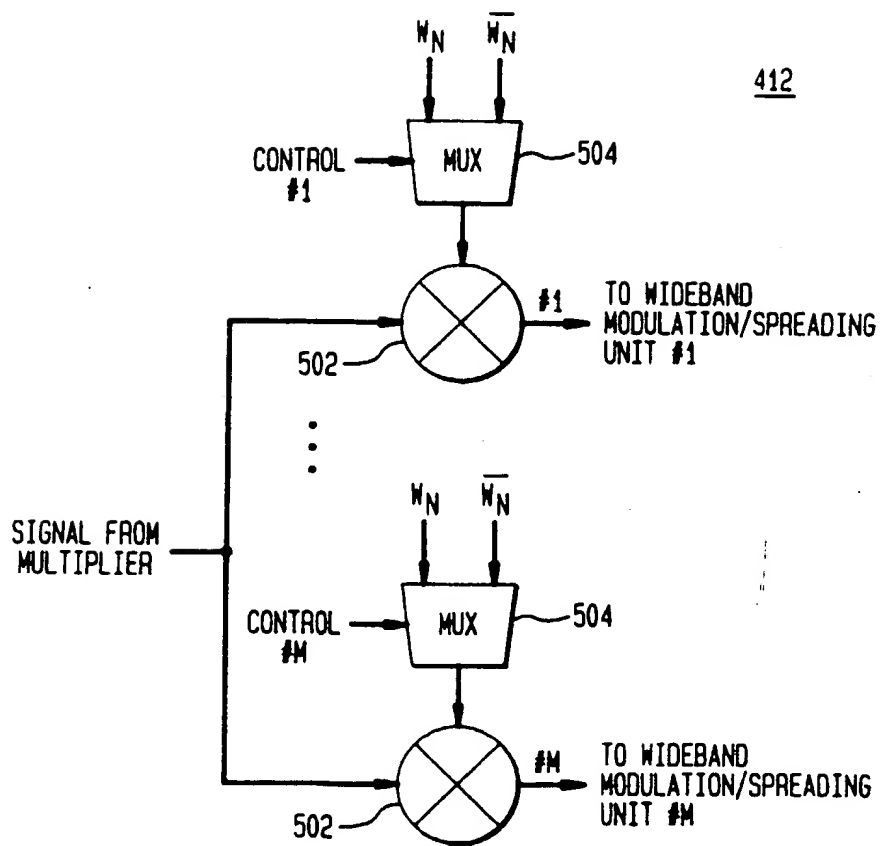 W_N W̅_N̅
412
MUX
504
CONTROL
#1
#1
TO WIDEBAND
MODULATION/SPREADING
UNIT #1
502
W_N W̅_N̅
SIGNAL FROM
MULTIPLIER
MUX
504
CONTROL
#M
#M
TO WIDEBAND
MODULATION/SPREADING
UNIT #M
502